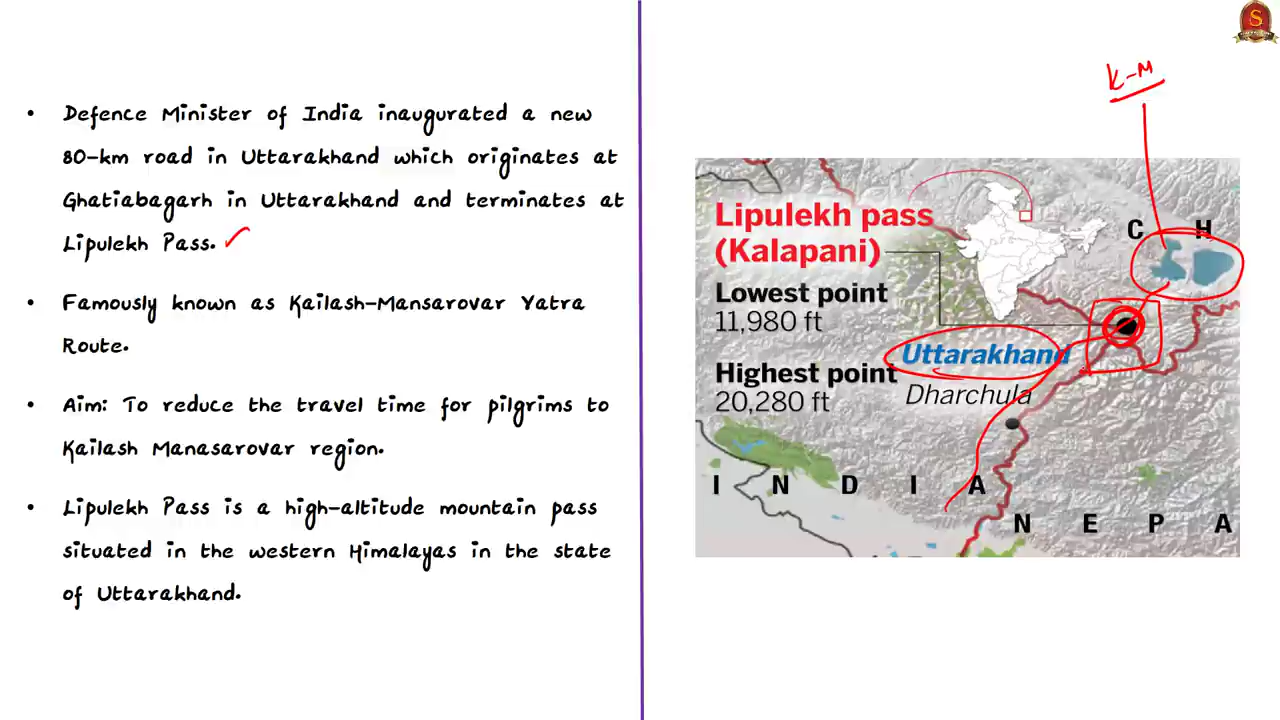 • Defence Minister of India inaugurated a new
80-km road in Uttarakhand which originates at
Ghatiabagarh in Uttarakhand and terminates at
Lipulekh Pass.
• Famously known as Kailash-Mansarovar Yatra
Route.
• Aim: To reduce the travel time for pilgrims to
Kailash Manasarovar region.
• Lipulekh Pass is a high-altitude mountain pass
situated in the western Himalayas in the state
of Uttarakhand.
K-M
Lipulekh pass
(Kalapani)
Lowest point
11,980 ft
Highest point
20,280 ft
C H
Uttarakhand
Dharchula
I N D I A
N E P A
S